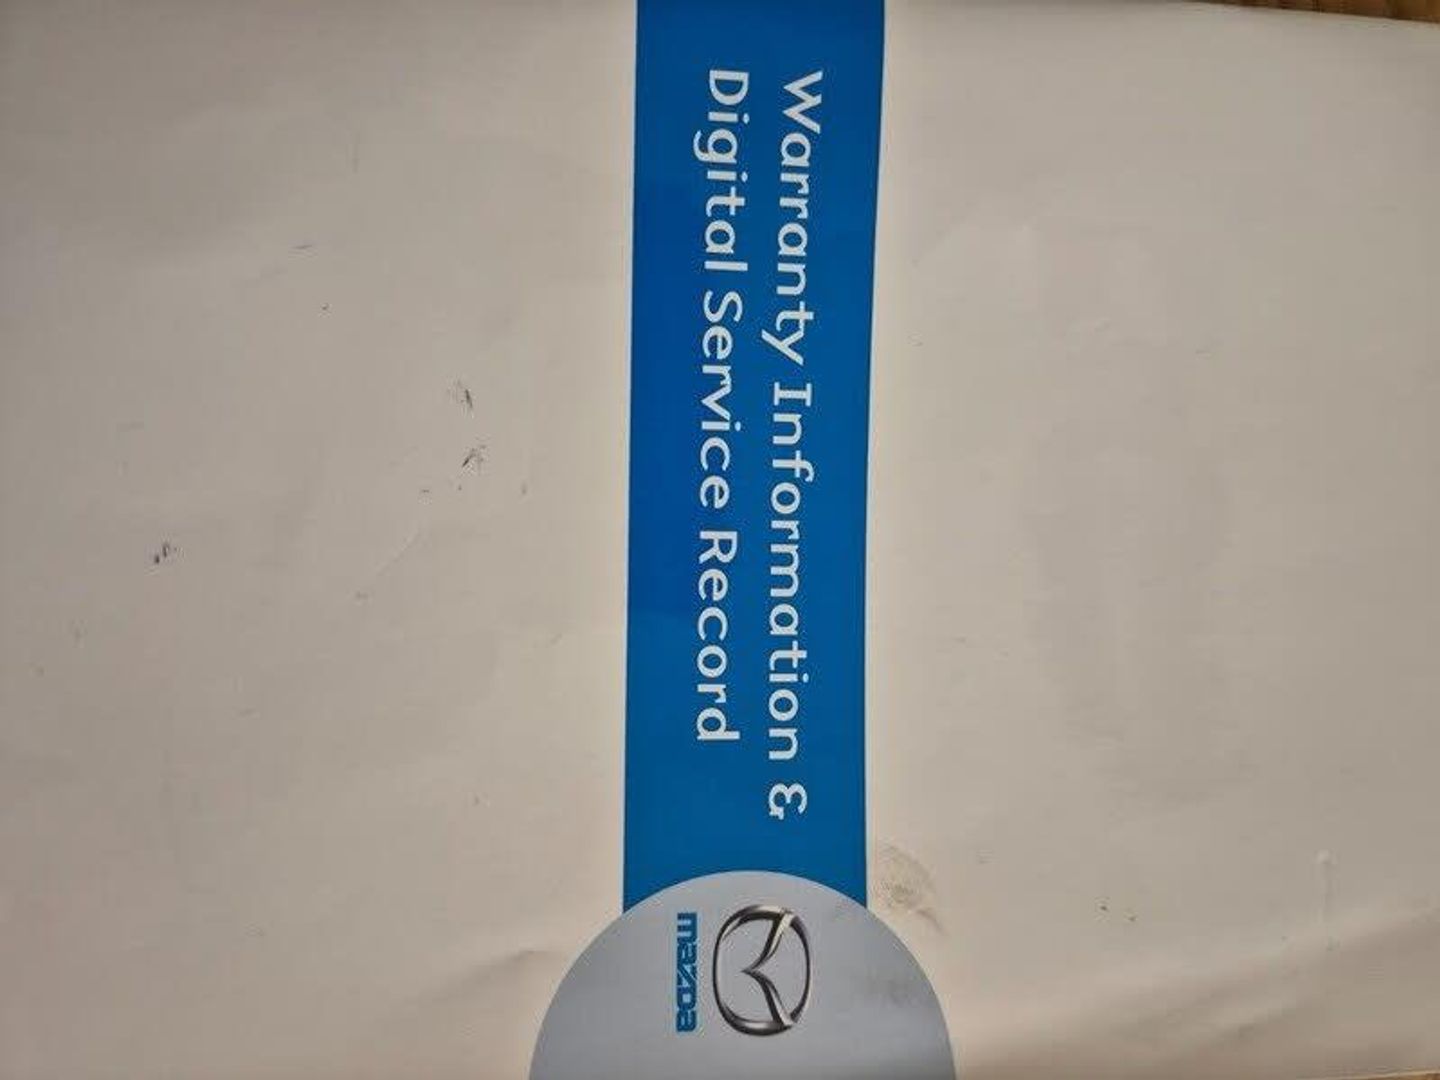 Warranty Information &
Digital Service Record
mazda